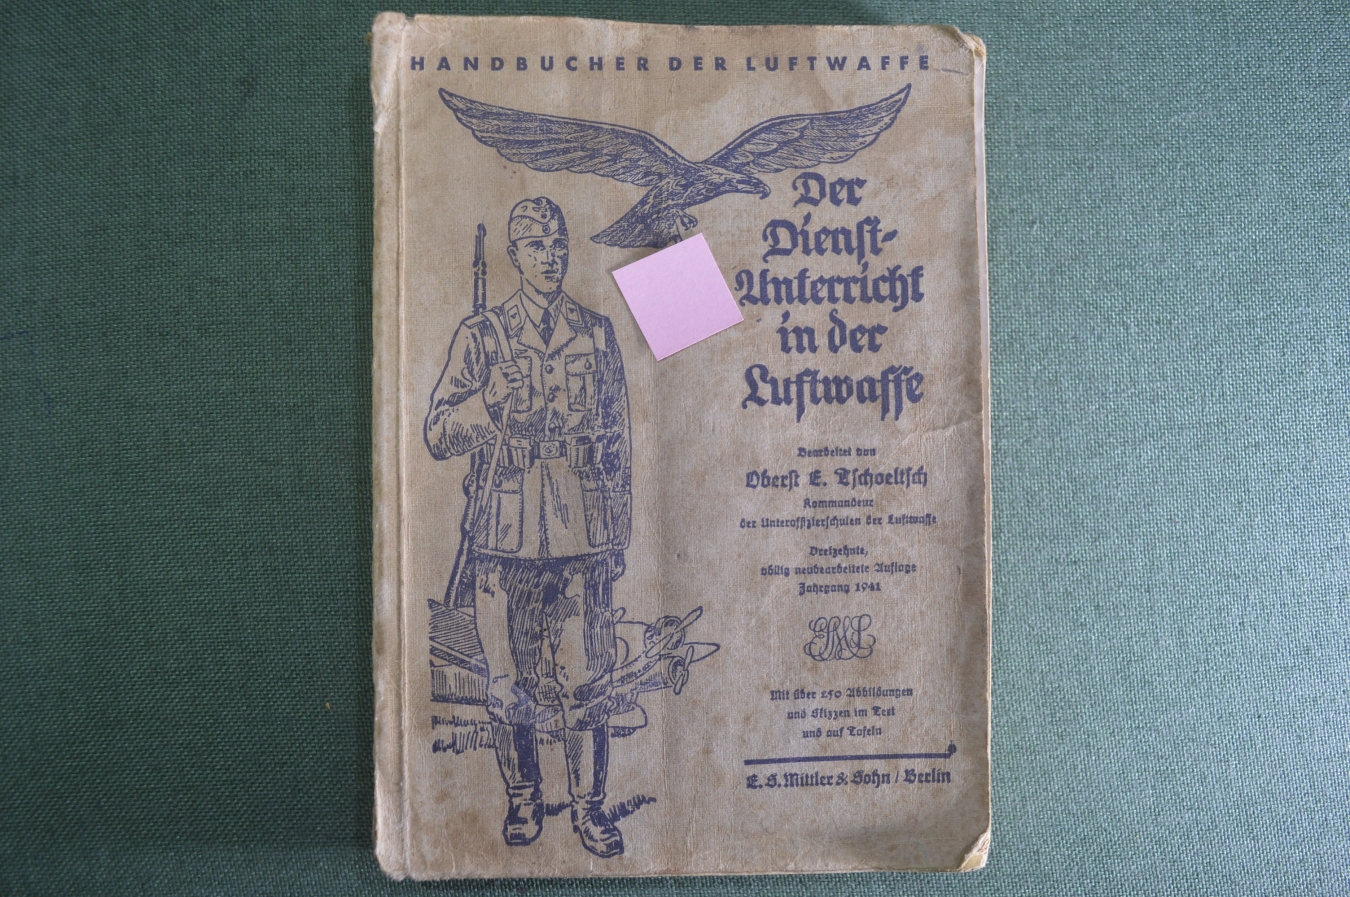 HANDBÜCHER DER LUFTWAFFE
Der
Dienst-
Unterricht
in der
Luftwaffe
Bearbeitet von
Oberst E. Tschoeltsch
Kommandeur
der Unteroffizierschulen der Luftwaffe
Dreizehnte,
völlig neubearbeitete Auflage
Jahrgang 1941
Mit über 250 Abbildungen
und Skizzen im Text
und auf Tafeln
E. S. Mittler & Sohn / Berlin